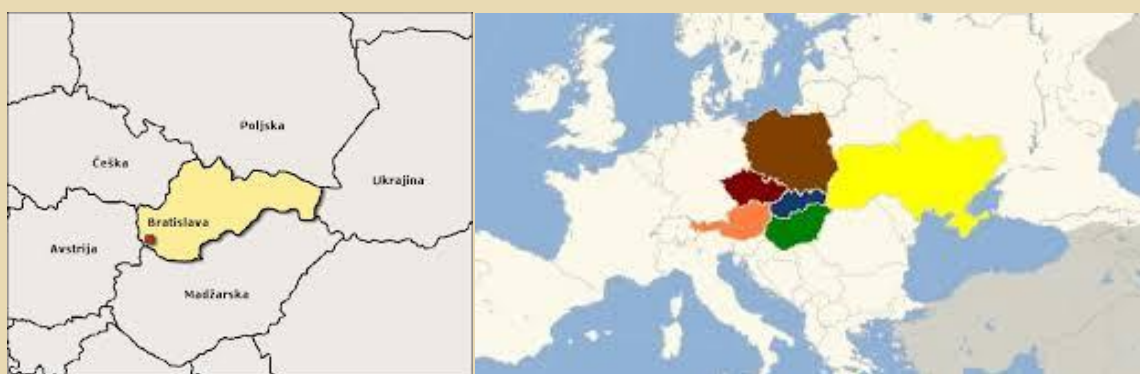 Poljska
Češka
Ukrajina
Bratislava
Avstrija
Madžarska